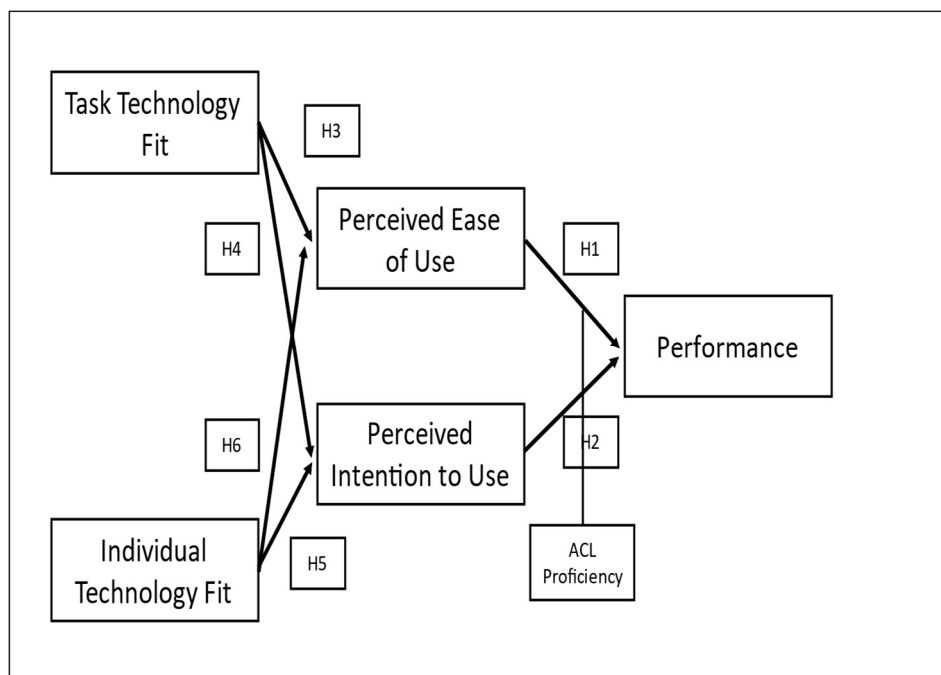 Task Technology
Fit
H3
Perceived Ease
of Use
H4
H1
Performance
Perceived
Intention to Use
H6
H2
Individual
Technology Fit
H5
ACL
Proficiency